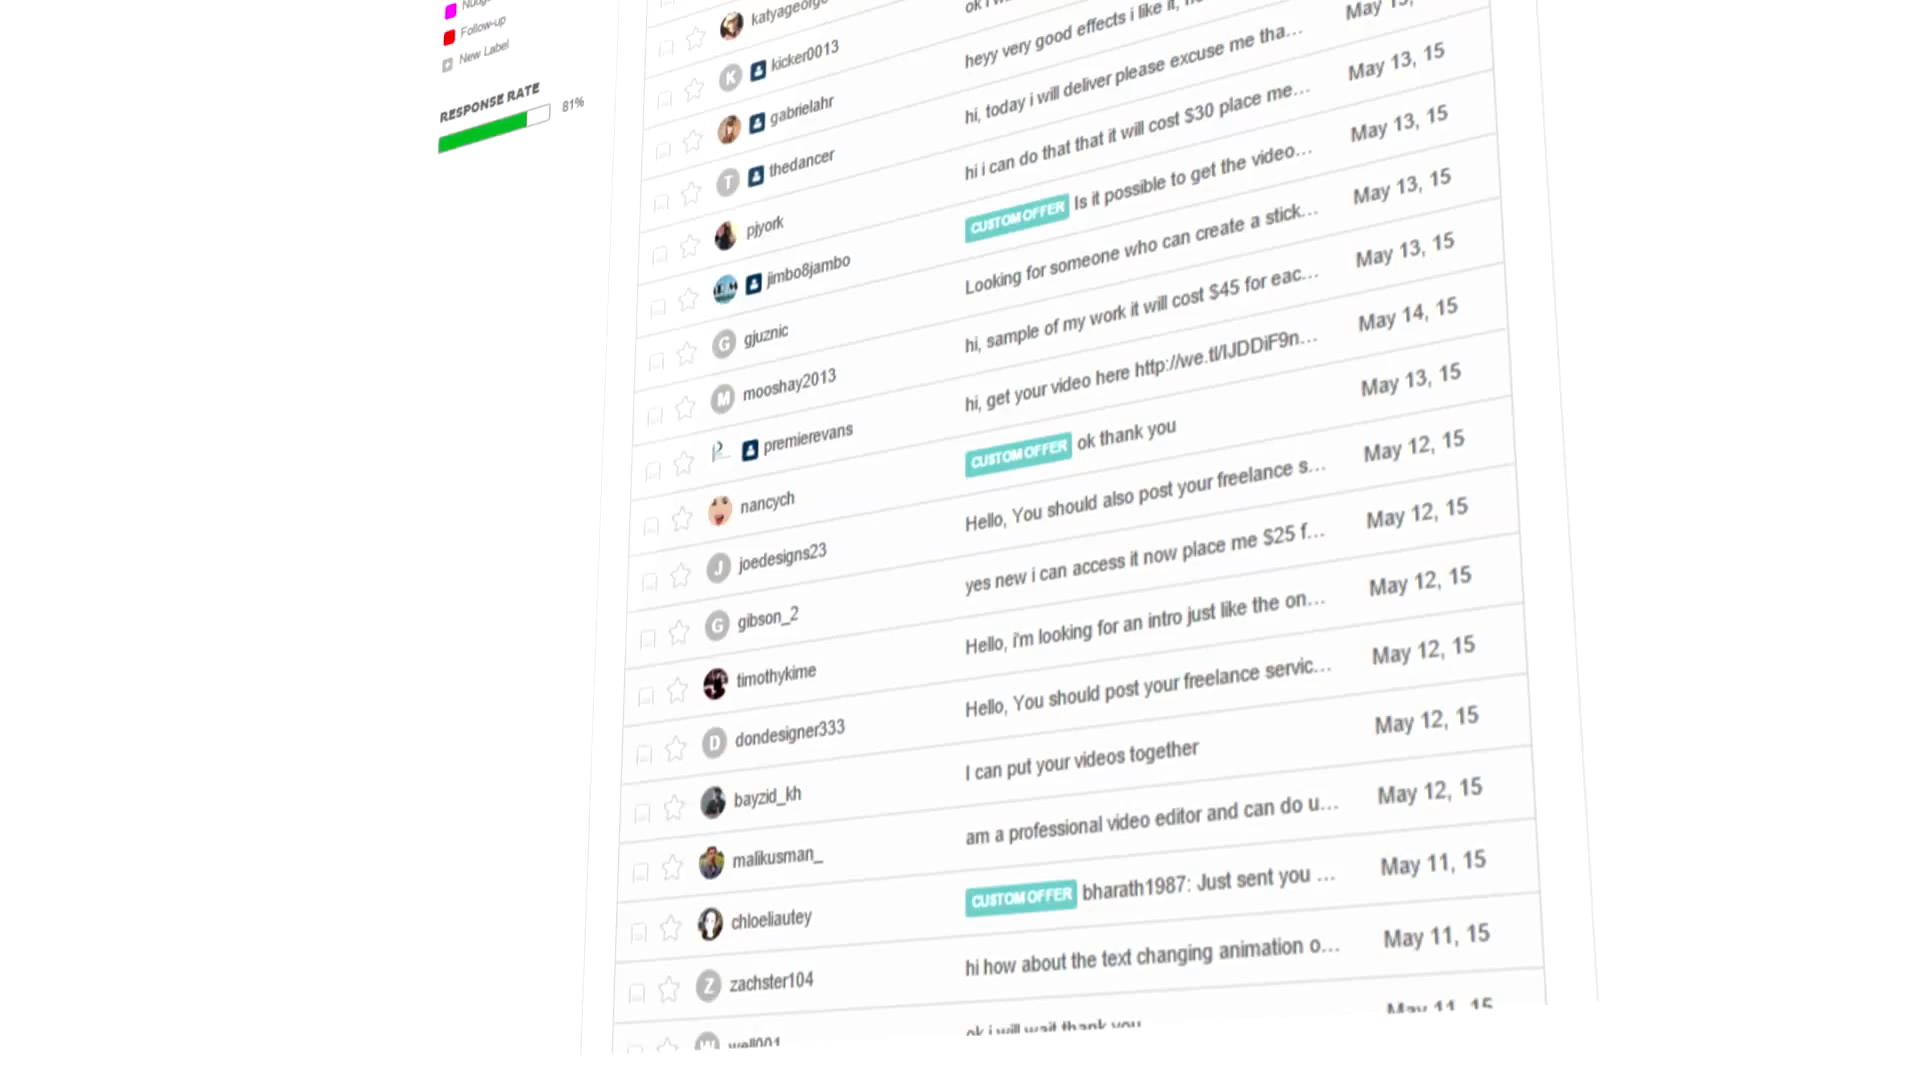 Follow-up
New Label
RESPONSE RATE 81%
kicker0013
gabrielahr heyy very good effects i like it,
thedancer hi, today i will deliver please excuse me tha... May
pjyork hi i can do that that it will cost $30 place me... May 13, 15
jimbo8jambo CUSTOM OFFER Is it possible to get the video... May 13, 15
gjuznic Looking for someone who can create a stick... May 13, 15
mooshay2013 hi, sample of my work it will cost $45 for eac... May 13, 15
premierevans hi, get your video here http://we.tl/IJDDiF9n... May 14, 15
nancych CUSTOM OFFER ok thank you May 13, 15
joedesigns23 Hello, You should also post your freelance s... May 12, 15
gibson_2 yes new i can access it now place me $25 f... May 12, 15
timothykime Hello, i'm looking for an intro just like the on... May 12, 15
dondesigner333 Hello, You should post your freelance servic... May 12, 15
bayzid_kh I can put your videos together May 12, 15
malikusman_ am a professional video editor and can do u... May 12, 15
chloeliautey CUSTOM OFFER bharath1987: Just sent you ... May 11, 15
zachster104 hi how about the text changing animation o... May 11, 15
well001 ok i will wait thank you May 11, 15